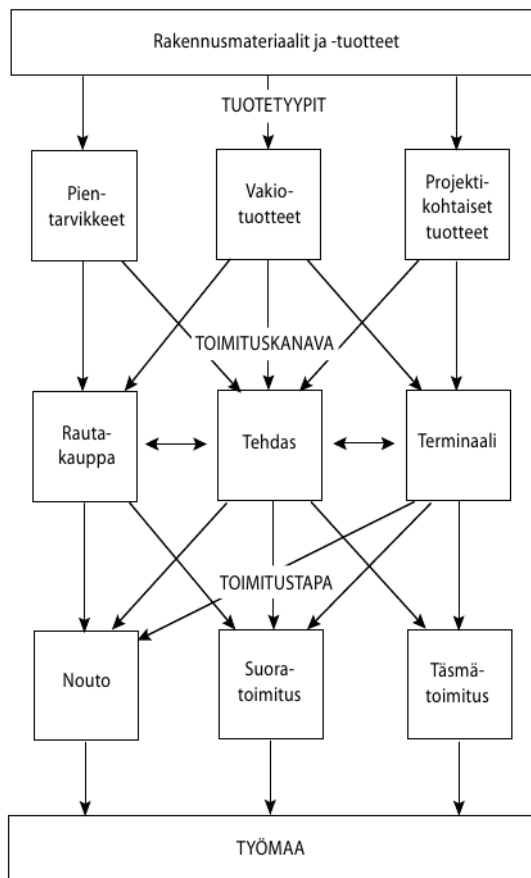 Rakennusmateriaalit ja -tuotteet
TUOTETYYPIT
Pien-
tarvikkeet
Vakio-
tuotteet
Projekti-
kohtaiset
tuotteet
TOIMITUSKANAVA
Rauta-
kauppa
Tehdas
Terminaali
TOIMITUSTAPA
Nouto
Suora-
toimitus
Täsmä-
toimitus
TYÖMAA